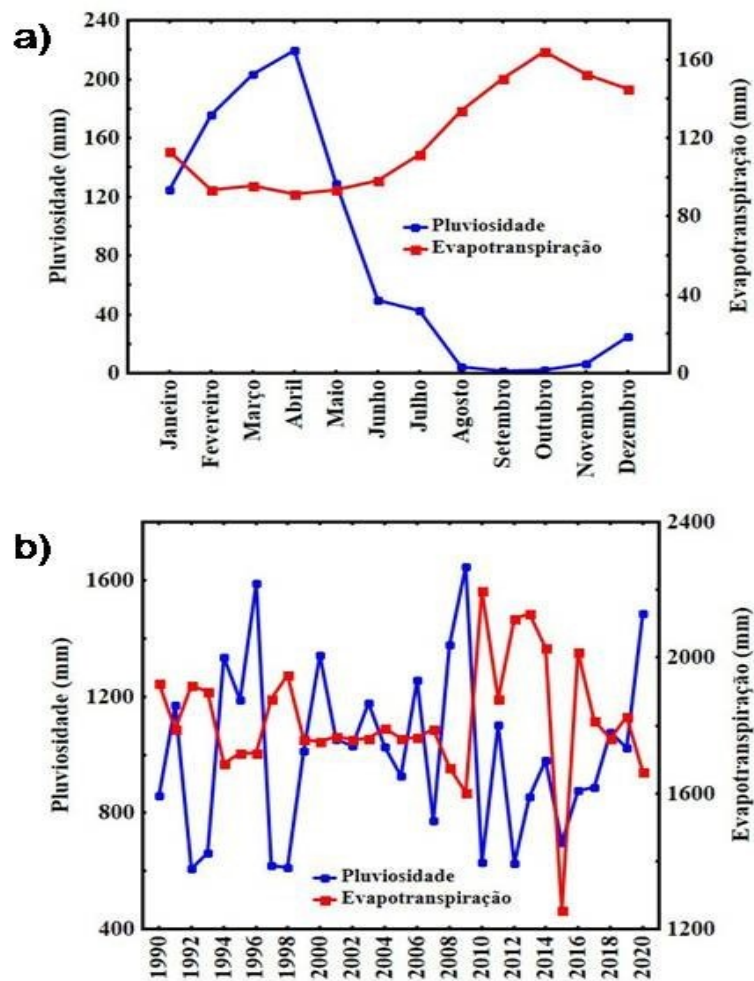 a)
240
200
160
120
80
40
0
Pluviosidade (mm)
160
120
80
40
0
Evapotranspiração (mm)
Pluviosidade
Evapotranspiração
Janeiro
Fevereiro
Março
Abril
Maio
Junho
Julho
Agosto
Setembro
Outubro
Novembro
Dezembro
b)
1600
1200
800
400
Pluviosidade (mm)
2400
2000
1600
1200
Evapotranspiração (mm)
Pluviosidade
Evapotranspiração
1990
1992
1994
1996
1998
2000
2002
2004
2006
2008
2010
2012
2014
2016
2018
2020